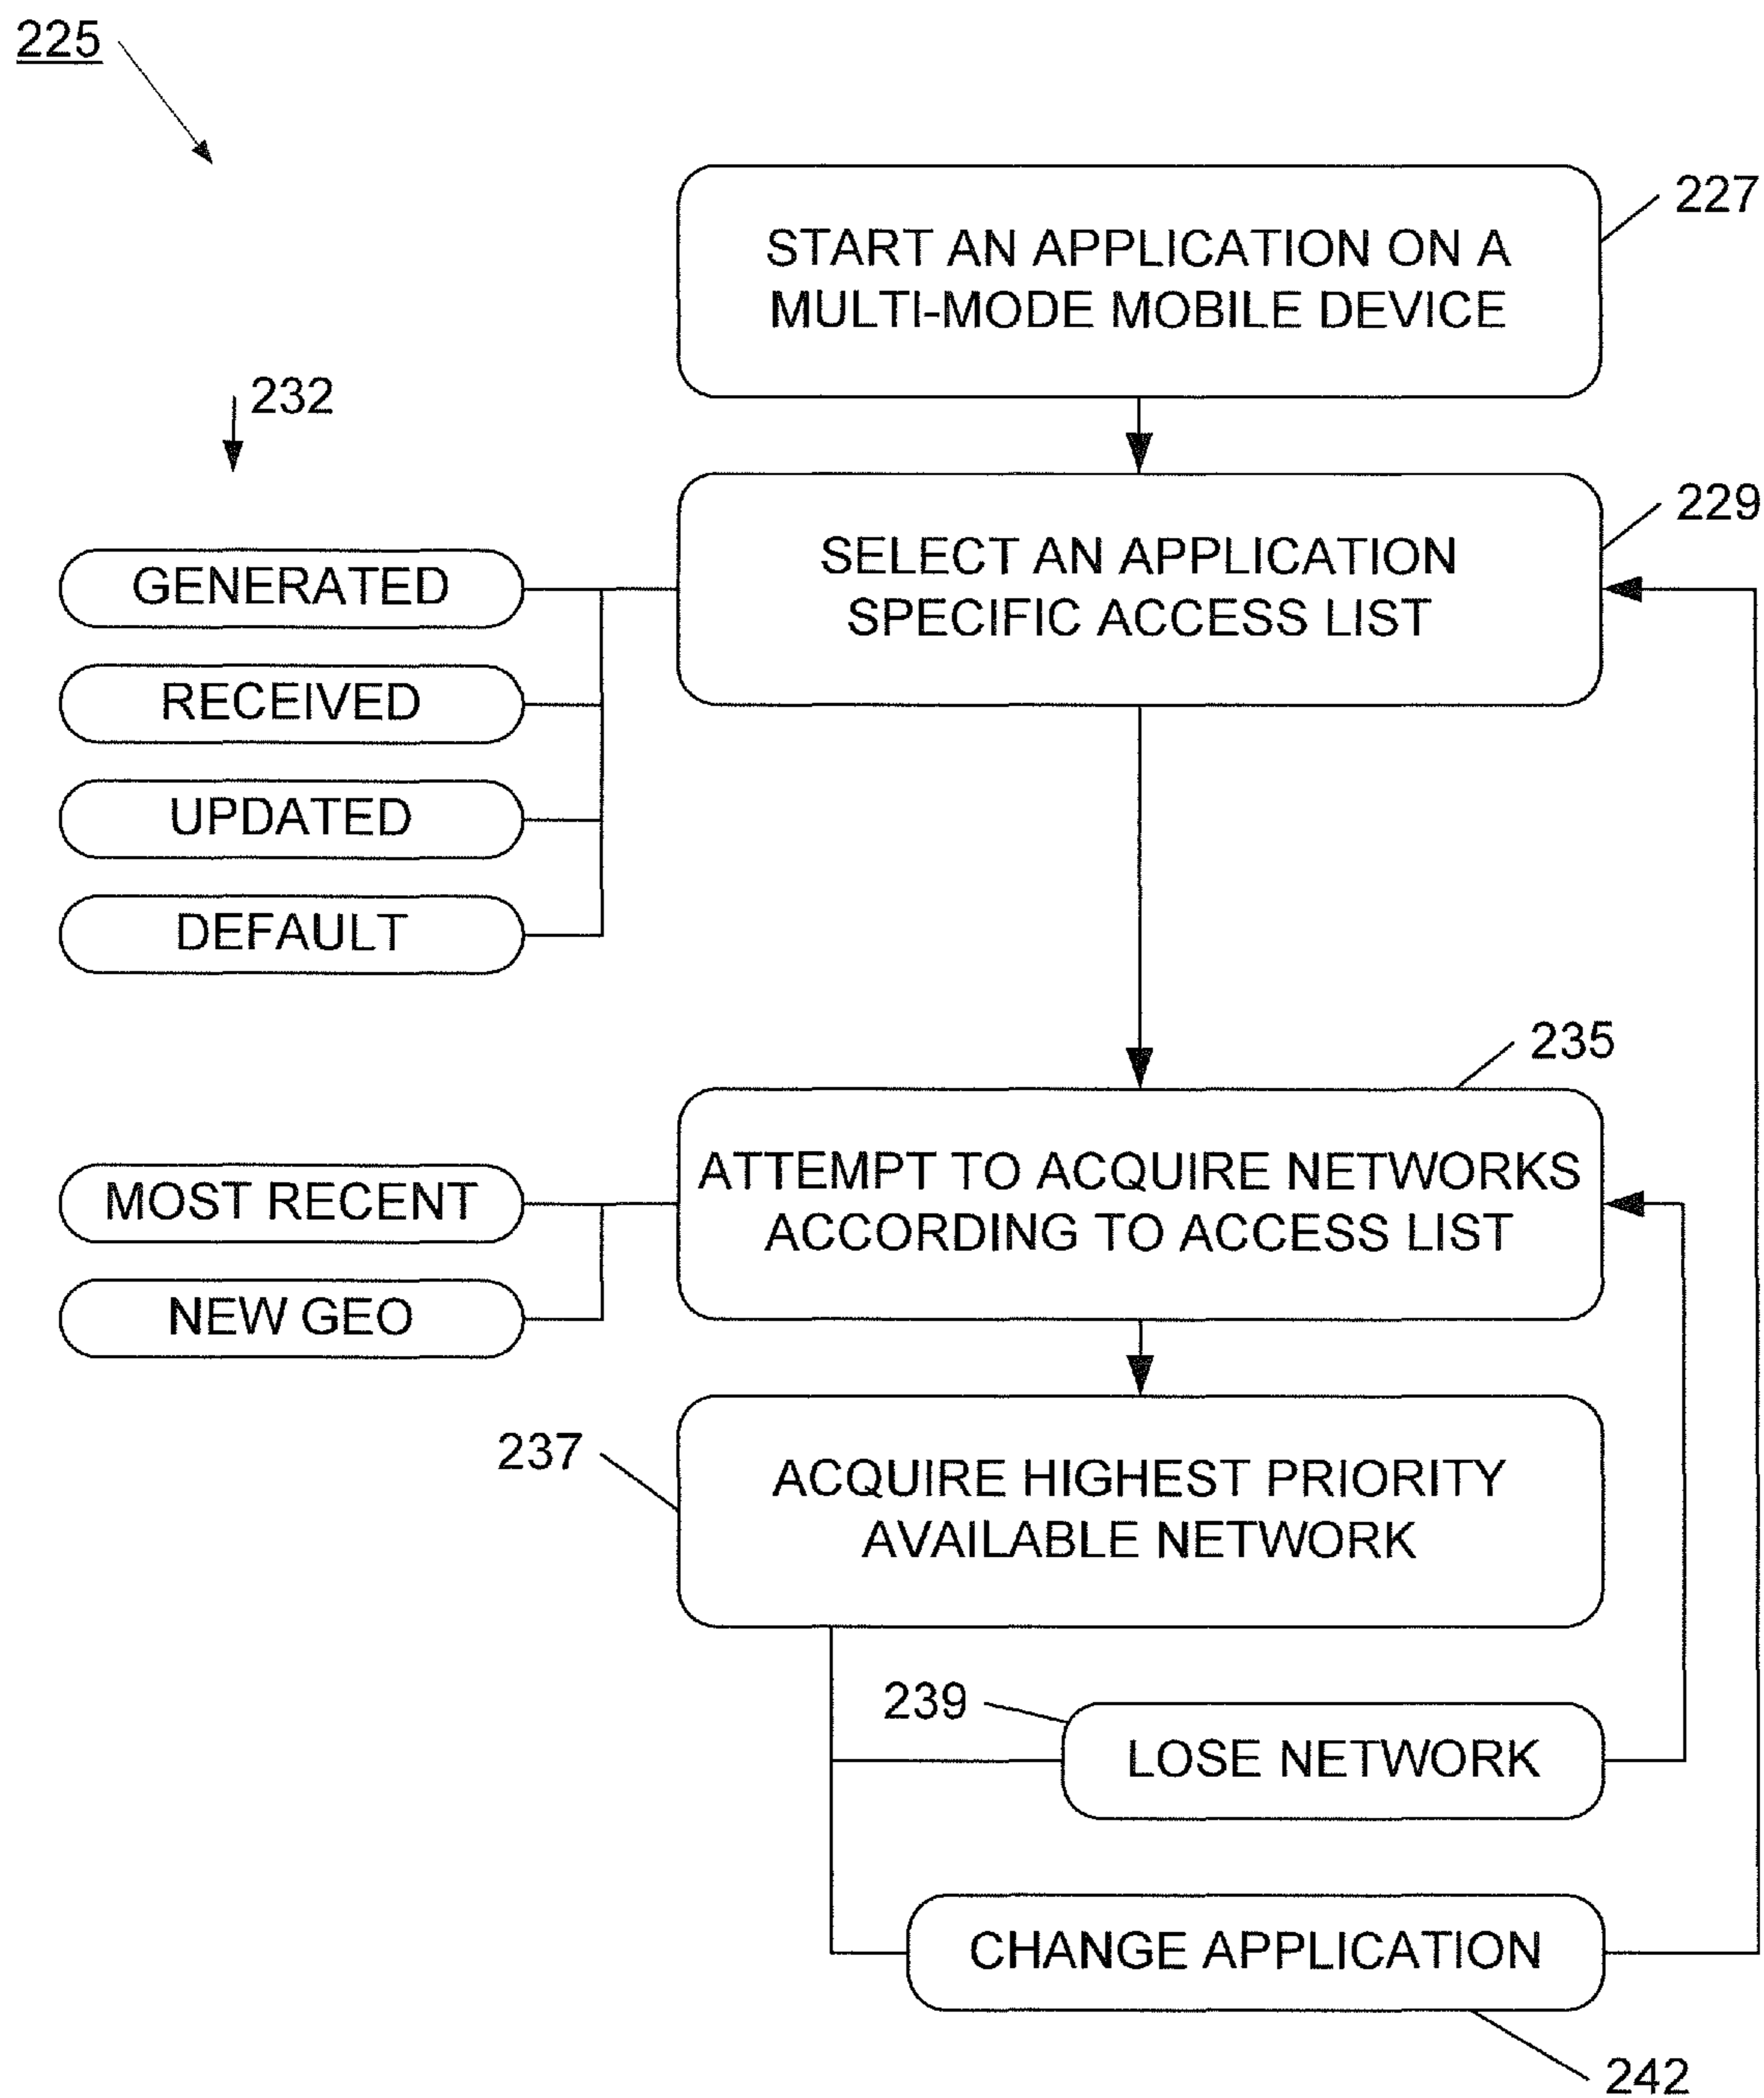 225
START AN APPLICATION ON A
MULTI-MODE MOBILE DEVICE
227
232
SELECT AN APPLICATION
SPECIFIC ACCESS LIST
229
GENERATED
RECEIVED
UPDATED
DEFAULT
235
ATTEMPT TO ACQUIRE NETWORKS
ACCORDING TO ACCESS LIST
MOST RECENT
NEW GEO
237
ACQUIRE HIGHEST PRIORITY
AVAILABLE NETWORK
239
LOSE NETWORK
CHANGE APPLICATION
242